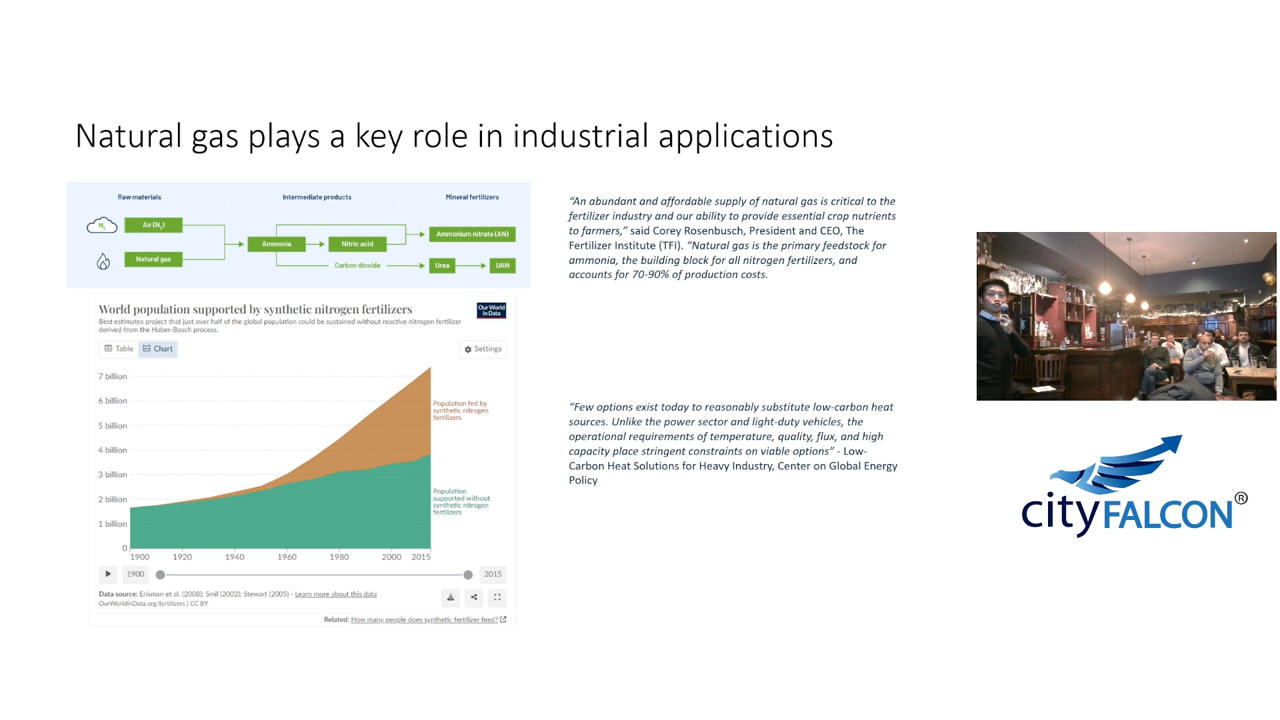 Natural gas plays a key role in industrial applications
Raw materials
Intermediate products
Mineral fertilizers
N₂
Air (N₂)
Natural gas
Ammonia
Nitric acid
Carbon dioxide
Ammonium nitrate (AN)
Urea
UAN
World population supported by synthetic nitrogen fertilizers
Best estimates project that just over half of the global population could be sustained without reactive nitrogen fertilizer
derived from the Haber-Bosch process.
Our World
in Data
Table
Chart
Settings
7 billion
6 billion
5 billion
4 billion
3 billion
2 billion
1 billion
0
1900
1920
1940
1960
1980
2000
2015
Population fed by
synthetic nitrogen
fertilizers
Population
supported without
synthetic nitrogen
fertilizers
1900
2015
Data source: Erisman et al. (2008); Smil (2002); Stewart (2005) - Learn more about this data
OurWorldInData.org/fertilizers | CC BY
Related: How many people does synthetic fertilizer feed?
“An abundant and affordable supply of natural gas is critical to the
fertilizer industry and our ability to provide essential crop nutrients
to farmers,” said Corey Rosenbusch, President and CEO, The
Fertilizer Institute (TFI). “Natural gas is the primary feedstock for
ammonia, the building block for all nitrogen fertilizers, and
accounts for 70-90% of production costs.
“Few options exist today to reasonably substitute low-carbon heat
sources. Unlike the power sector and light-duty vehicles, the
operational requirements of temperature, quality, flux, and high
capacity place stringent constraints on viable options” - Low-
Carbon Heat Solutions for Heavy Industry, Center on Global Energy
Policy
cityFALCON®